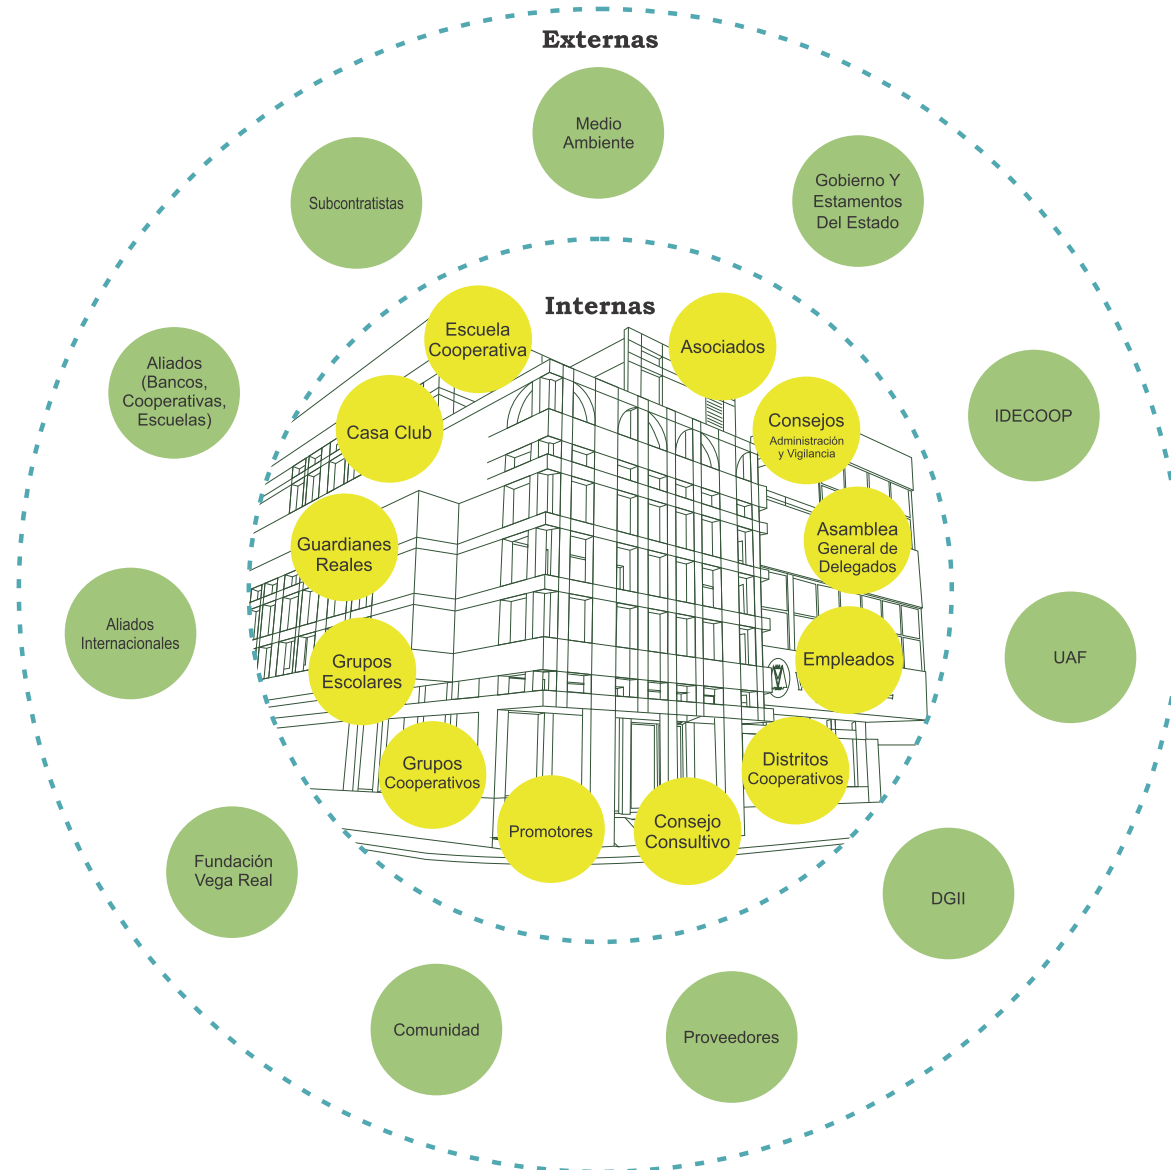 Externas
Medio
Ambiente
Gobierno Y
Estamentos
Del Estado
IDECOOP
UAF
DGII
Proveedores
Comunidad
Fundación
Vega Real
Aliados
Internacionales
Aliados
(Bancos,
Cooperativas,
Escuelas)
Subcontratistas
Internas
Asociados
Consejos
Administración
y Vigilancia
Asamblea
General de
Delegados
Empleados
Distritos
Cooperativos
Consejo
Consultivo
Promotores
Grupos
Cooperativos
Grupos
Escolares
Guardianes
Reales
Casa Club
Escuela
Cooperativa